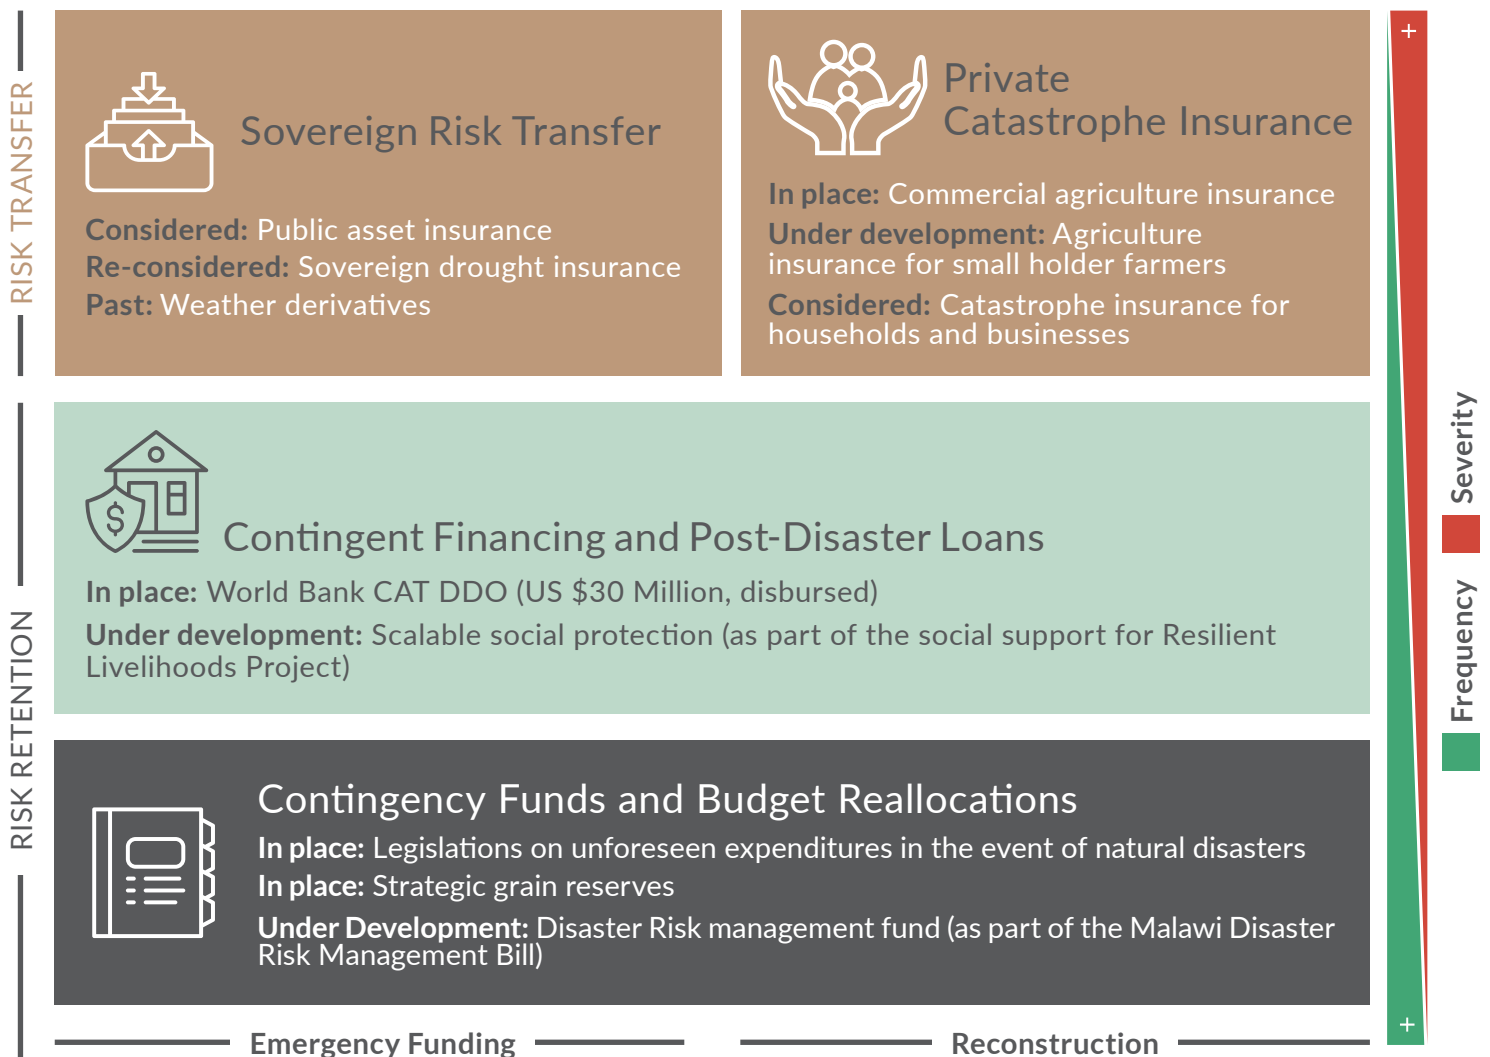 RISK TRANSFER
Sovereign Risk Transfer
Considered: Public asset insurance
Re-considered: Sovereign drought insurance
Past: Weather derivatives
Private
Catastrophe Insurance
In place: Commercial agriculture insurance
Under development: Agriculture
insurance for small holder farmers
Considered: Catastrophe insurance for
households and businesses
+
RISK RETENTION
Contingent Financing and Post-Disaster Loans
In place: World Bank CAT DDO (US $30 Million, disbursed)
Under development: Scalable social protection (as part of the social support for Resilient
Livelihoods Project)
$
Severity
Frequency
Contingency Funds and Budget Reallocations
In place: Legislations on unforeseen expenditures in the event of natural disasters
In place: Strategic grain reserves
Under Development: Disaster Risk management fund (as part of the Malawi Disaster
Risk Management Bill)
+
Emergency Funding
Reconstruction